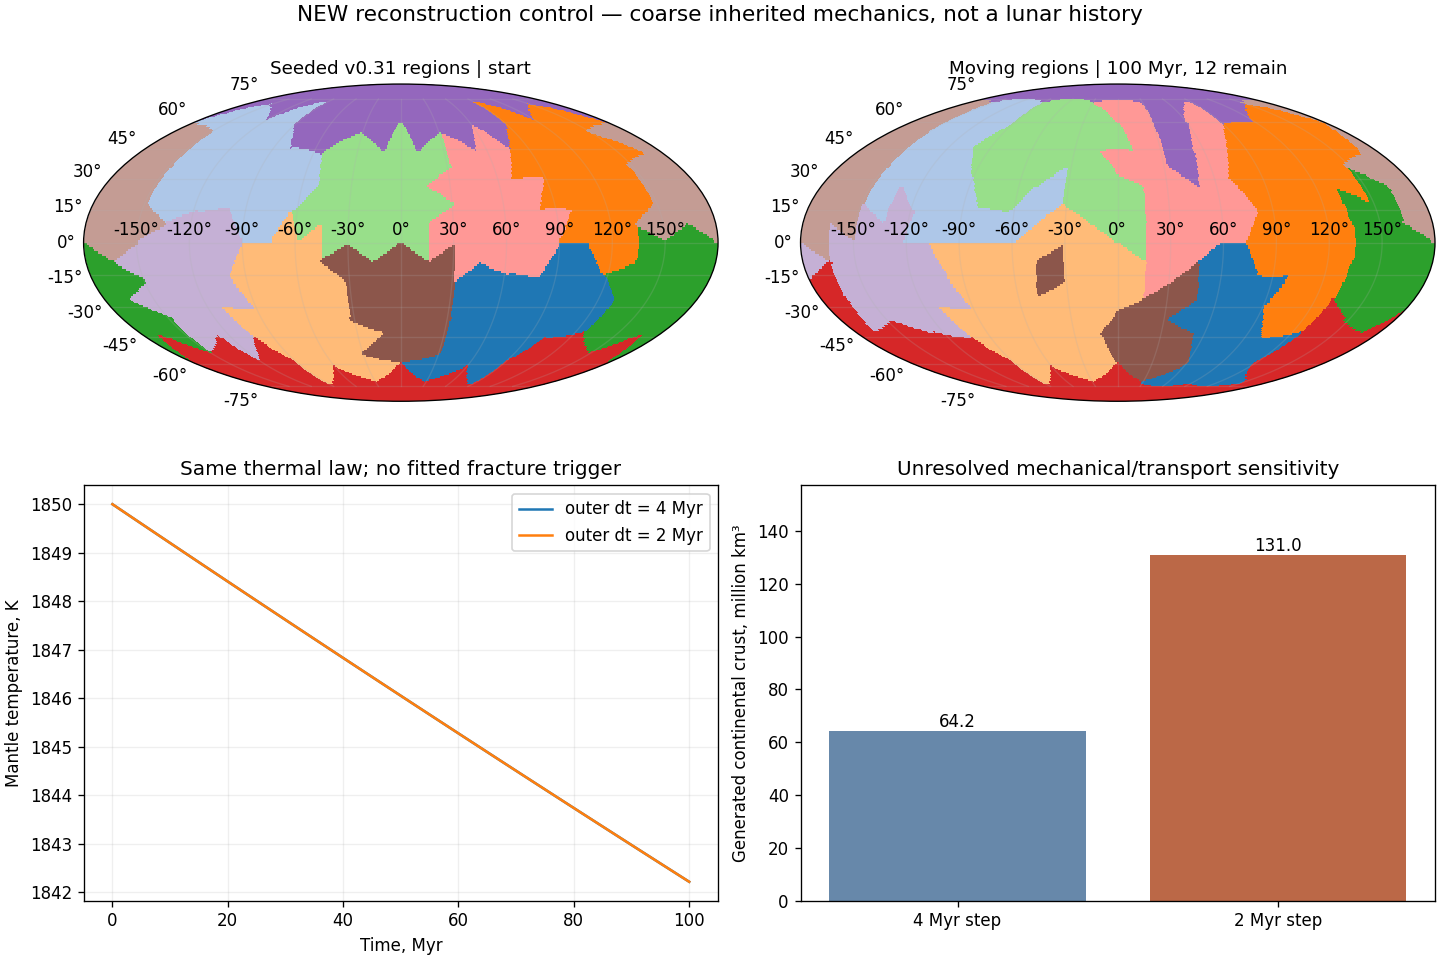 NEW reconstruction control — coarse inherited mechanics, not a lunar history
Seeded v0.31 regions | start
75°
60°
45°
30°
15°
0°
-15°
-30°
-45°
-60°
-75°
-150° -120° -90° -60° -30° 0° 30° 60° 90° 120° 150°
Moving regions | 100 Myr, 12 remain
75°
60°
45°
30°
15°
0°
-15°
-30°
-45°
-60°
-75°
-150° -120° -90° -60° -30° 0° 30° 60° 90° 120° 150°
Same thermal law; no fitted fracture trigger
Mantle temperature, K
1850
1849
1848
1847
1846
1845
1844
1843
1842
outer dt = 4 Myr
outer dt = 2 Myr
0 20 40 60 80 100
Time, Myr
Unresolved mechanical/transport sensitivity
Generated continental crust, million km³
140
120
100
80
60
40
20
0
64.2
131.0
4 Myr step
2 Myr step